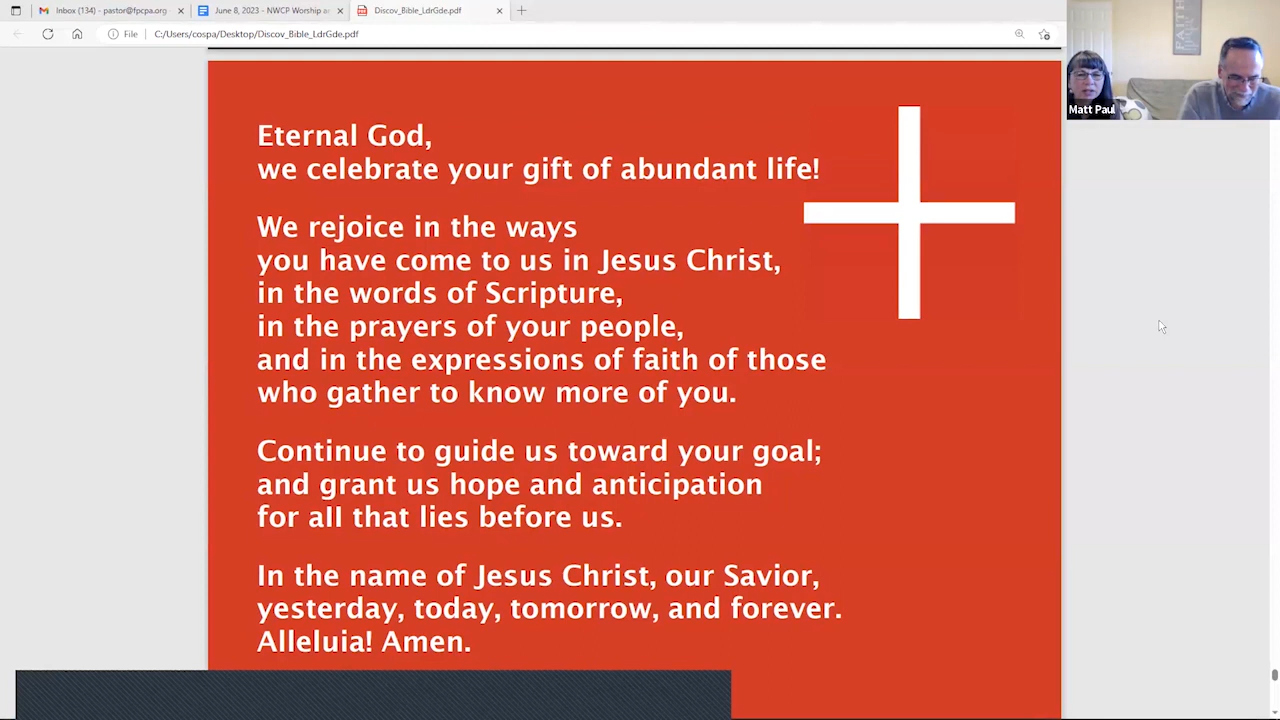 Inbox (134) - pastor@fpcpa.org
June 8, 2023 - NWCP Worship ar
Discov_Bible_LdrGde.pdf
File
C:/Users/cospa/Desktop/Discov_Bible_LdrGde.pdf
FAITH
Matt Paul
Eternal God,
we celebrate your gift of abundant life!
We rejoice in the ways
you have come to us in Jesus Christ,
in the words of Scripture,
in the prayers of your people,
and in the expressions of faith of those
who gather to know more of you.
Continue to guide us toward your goal;
and grant us hope and anticipation
for all that lies before us.
In the name of Jesus Christ, our Savior,
yesterday, today, tomorrow, and forever.
Alleluia! Amen.